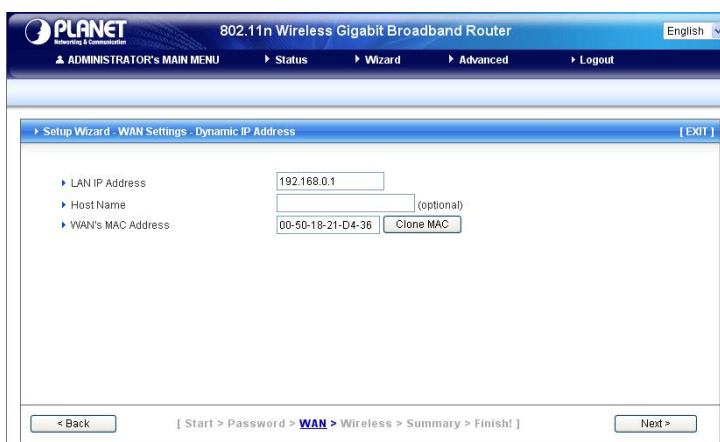 PLANET
Networking & Communication
802.11n Wireless Gigabit Broadband Router
English
ADMINISTRATOR's MAIN MENU Status Wizard Advanced Logout
Setup Wizard - WAN Settings - Dynamic IP Address [ EXIT ]
LAN IP Address 192.168.0.1
Host Name (optional)
WAN's MAC Address 00-50-18-21-D4-36 Clone MAC
< Back [ Start > Password > WAN > Wireless > Summary > Finish! ] Next >